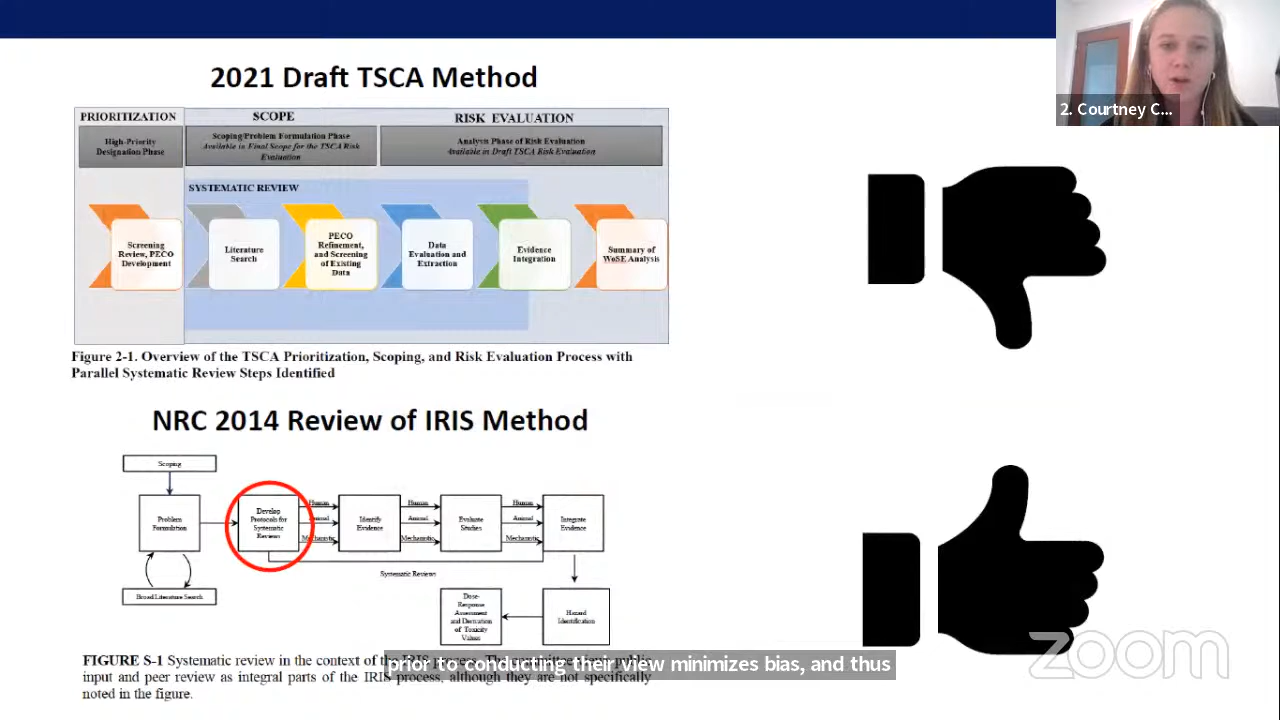 2021 Draft TSCA Method
2. Courtney C...
PRIORITIZATION
SCOPE
RISK EVALUATION
High-Priority
Designation Phase
Scoping/Problem Formulation Phase
Available in Final Scope for the TSCA Risk
Evaluation
Analysis Phase of Risk Evaluation
Available in Draft TSCA Risk Evaluation
SYSTEMATIC REVIEW
Screening
Review, PECO
Development
Literature
Search
PECO
Refinement,
and Screening
of Existing
Data
Data
Evaluation and
Extraction
Evidence
Integration
Summary of
WoSE Analysis
Figure 2-1. Overview of the TSCA Prioritization, Scoping, and Risk Evaluation Process with
Parallel Systematic Review Steps Identified
NRC 2014 Review of IRIS Method
Scoping
Problem
Formulation
Broad Literature Search
Develop
Protocols for
Systematic
Reviews
Human
Animal
Mechanistic
Identify
Evidence
Human
Animal
Mechanistic
Evaluate
Studies
Human
Animal
Mechanistic
Integrate
Evidence
Systematic Reviews
Dose-
Response
Assessment
and Derivation
of Toxicity
Values
Hazard
Identification
FIGURE S-1 Systematic review in the context of the
input and peer review as integral parts of the IRIS process, although they are not specifically
noted in the figure.
prior to conducting their view minimizes bias, and thus
zoom